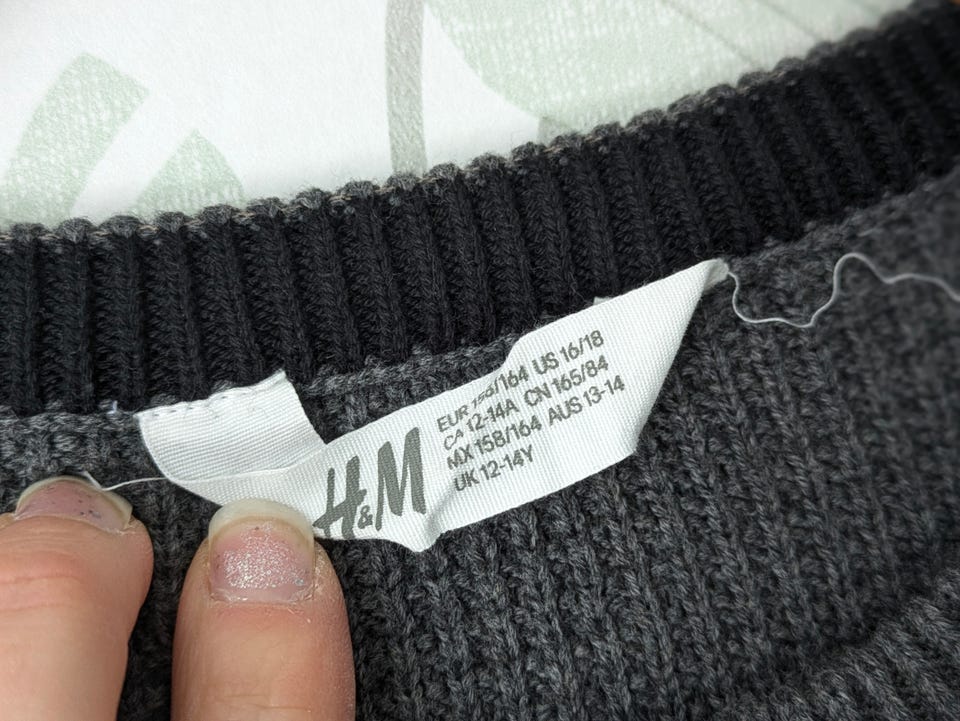 H&M
EUR 158/164 US 16/18
CA 12-14A CN 165/84
MX 158/164 AUS 13-14
UK 12-14Y